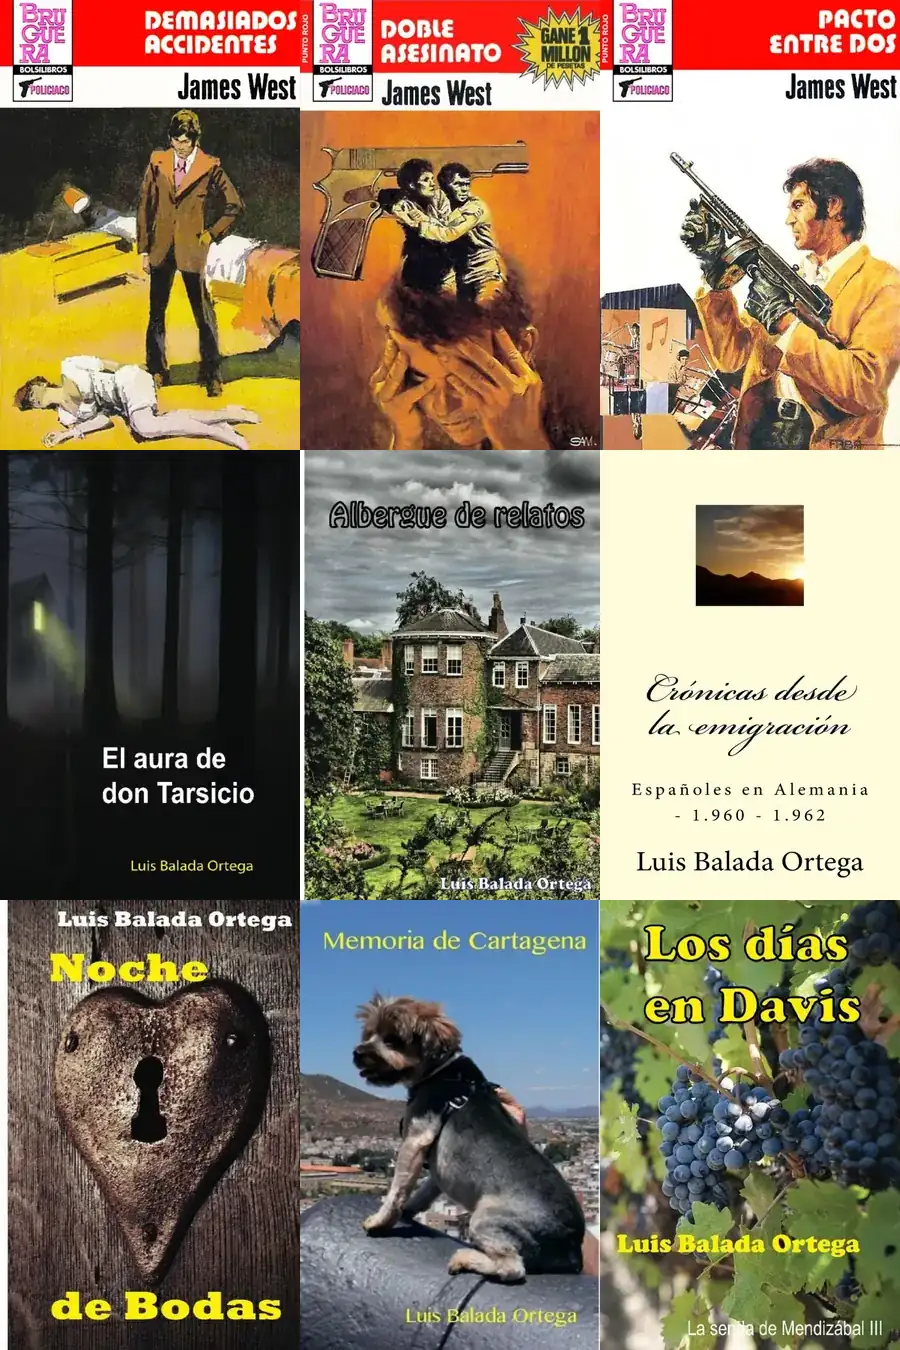 BRU
GUE
RA
BOLSILIBROS
POLICIACO
DEMASIADOS
ACCIDENTES
James West
PUNTO ROJO
BRU
GUE
RA
BOLSILIBROS
POLICIACO
DOBLE
ASESINATO
GANE 1
MILLON
DE PESETAS
James West
SAM.
PUNTO ROJO
BRU
GUE
RA
BOLSILIBROS
POLICIACO
PACTO
ENTRE DOS
James West
FABA
El aura de
don Tarsicio
Luis Balada Ortega
Albergue de relatos
Luis Balada Ortega
Crónicas desde
la emigración
Españoles en Alemania
- 1.960 - 1.962
Luis Balada Ortega
Luis Balada Ortega
Noche
de Bodas
Memoria de Cartagena
Luis Balada Ortega
Los días
en Davis
Luis Balada Ortega
La senda de Mendizábal III